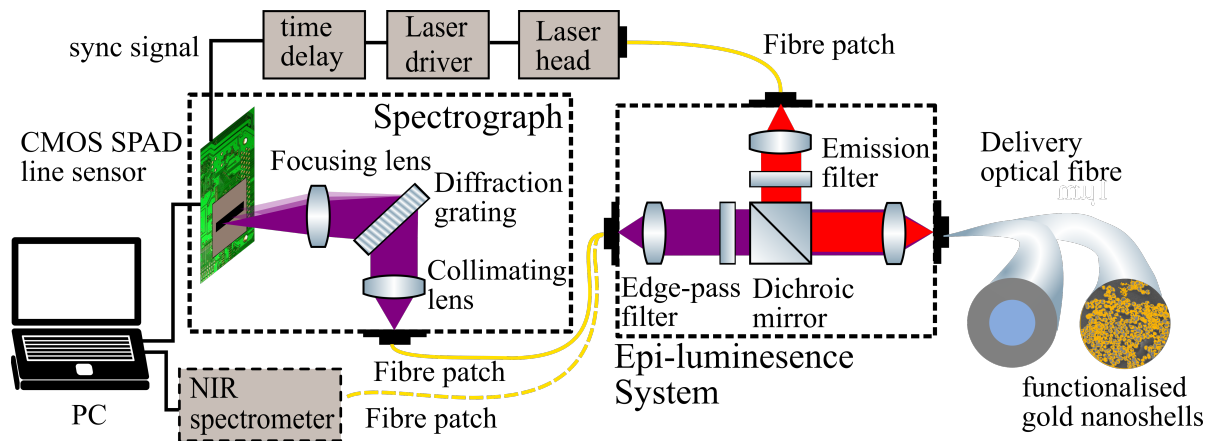 sync signal
time
delay
Laser
driver
Laser
head
Fibre patch
Spectrograph
CMOS SPAD
line sensor
Focusing lens
Diffraction
grating
Collimating
lens
Emission
filter
Edge-pass
filter
Dichroic
mirror
Delivery
optical fibre
Fibre patch
Epi-luminesence
System
PC
NIR
spectrometer
Fibre patch
functionalised
gold nanoshells